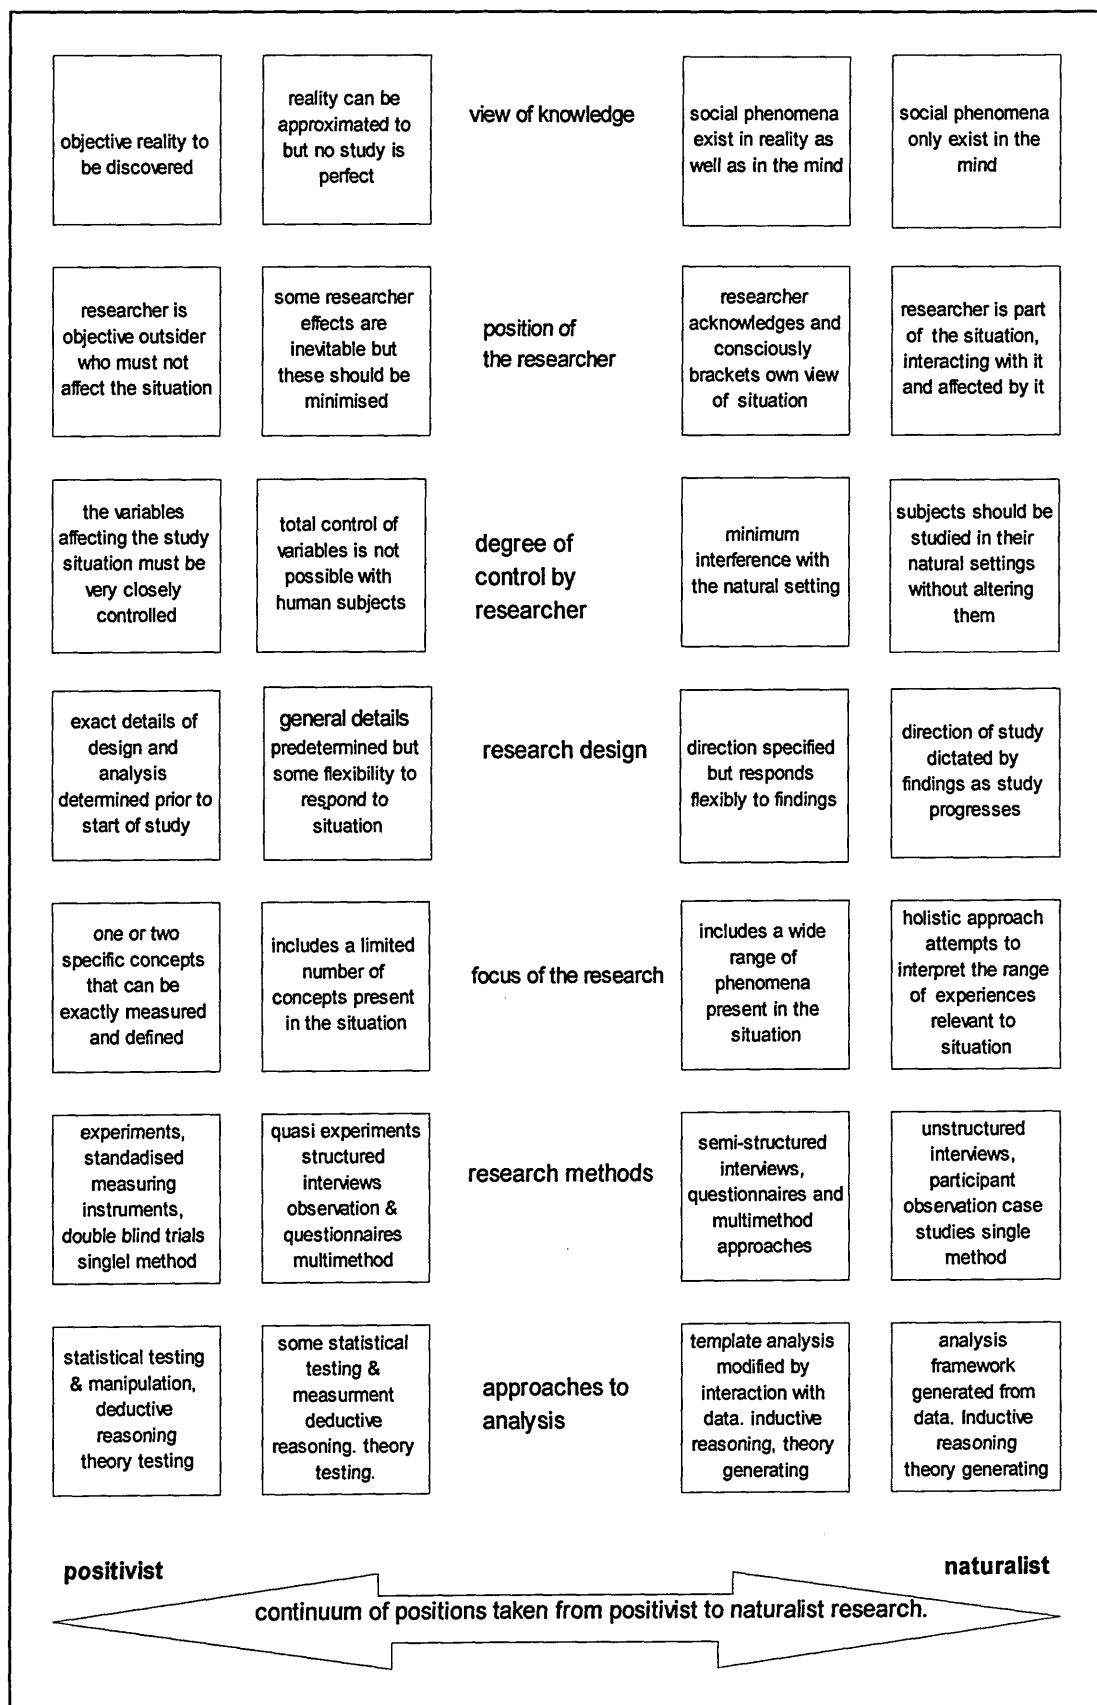 objective reality to
be discovered
reality can be
approximated to
but no study is
perfect
view of knowledge
social phenomena
exist in reality as
well as in the mind
social phenomena
only exist in the
mind
researcher is
objective outsider
who must not
affect the situation
some researcher
effects are
inevitable but
these should be
minimised
position of
the researcher
researcher
acknowledges and
consciously
brackets own view
of situation
researcher is part
of the situation,
interacting with it
and affected by it
the variables
affecting the study
situation must be
very closely
controlled
total control of
variables is not
possible with
human subjects
degree of
control by
researcher
minimum
interference with
the natural setting
subjects should be
studied in their
natural settings
without altering
them
exact details of
design and
analysis
determined prior to
start of study
general details
predetermined but
some flexibility to
respond to
situation
research design
direction specified
but responds
flexibly to findings
direction of study
dictated by
findings as study
progresses
one or two
specific concepts
that can be
exactly measured
and defined
includes a limited
number of
concepts present
in the situation
focus of the research
includes a wide
range of
phenomena
present in the
situation
holistic approach
attempts to
interpret the range
of experiences
relevant to
situation
experiments,
standadised
measuring
instruments,
double blind trials
singlel method
quasi experiments
structured
interviews
observation &
questionnaires
multimethod
research methods
semi-structured
interviews,
questionnaires and
multimethod
approaches
unstructured
interviews,
participant
observation case
studies single
method
statistical testing
& manipulation,
deductive
reasoning
theory testing
some statistical
testing &
measurment
deductive
reasoning. theory
testing.
approaches to
analysis
template analysis
modified by
interaction with
data. inductive
reasoning, theory
generating
analysis
framework
generated from
data. Inductive
reasoning
theory generating
positivist
naturalist
continuum of positions taken from positivist to naturalist research.